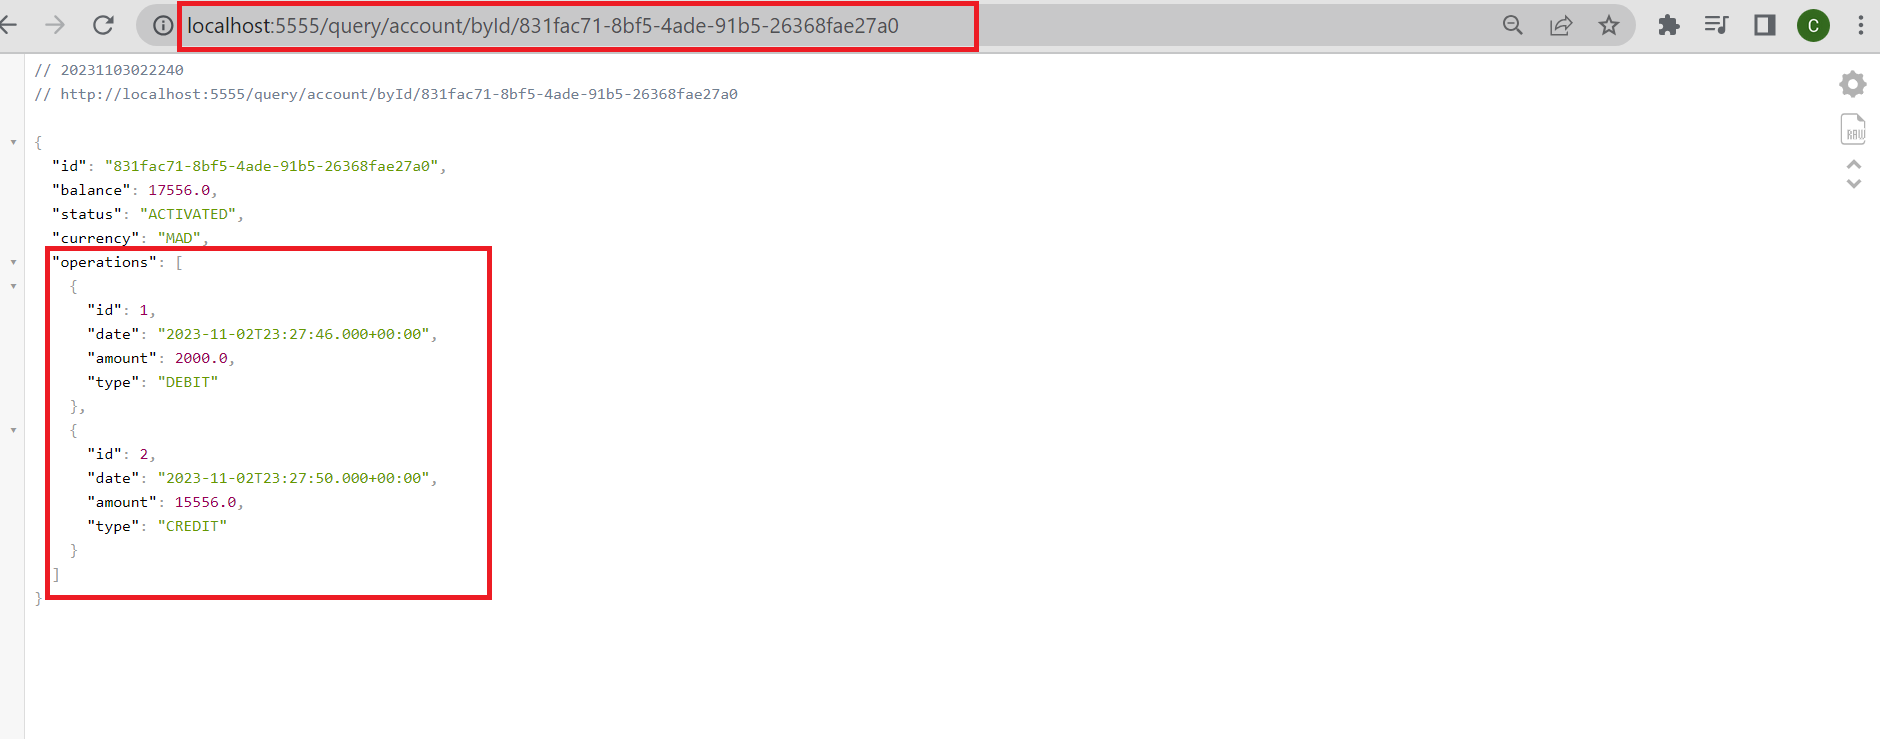 localhost:5555/query/account/byId/831fac71-8bf5-4ade-91b5-26368fae27a0
C
// 20231103022240
// http://localhost:5555/query/account/byId/831fac71-8bf5-4ade-91b5-26368fae27a0
RAW
{
"id": "831fac71-8bf5-4ade-91b5-26368fae27a0",
"balance": 17556.0,
"status": "ACTIVATED",
"currency": "MAD",
"operations": [
{
"id": 1,
"date": "2023-11-02T23:27:46.000+00:00",
"amount": 2000.0,
"type": "DEBIT"
},
{
"id": 2,
"date": "2023-11-02T23:27:50.000+00:00",
"amount": 15556.0,
"type": "CREDIT"
}
]
}